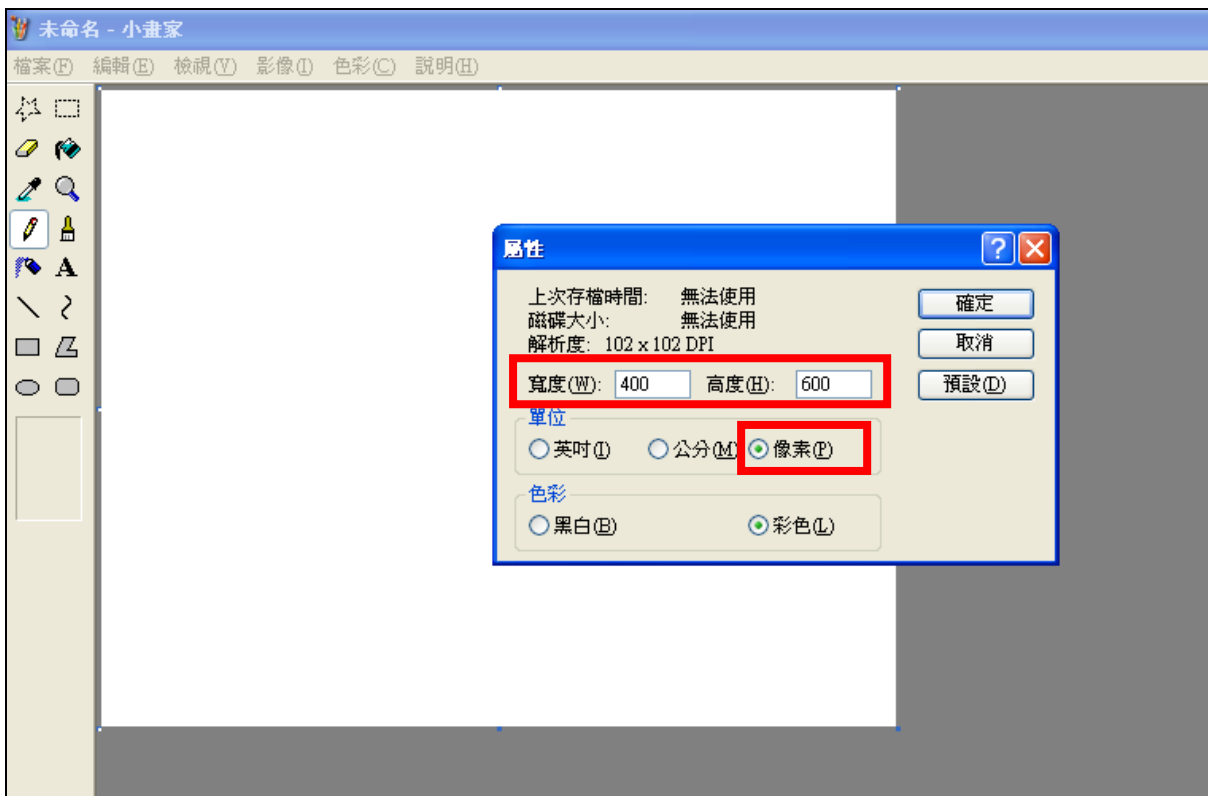 未命名 - 小畫家
檔案(F) 編輯(E) 檢視(V) 影像(I) 色彩(C) 說明(H)
A
屬性
上次存檔時間: 無法使用
磁碟大小: 無法使用
解析度: 102 x 102 DPI
寬度(W): 400 高度(H): 600
單位
英吋(I) 公分(M) 像素(P)
色彩
黑白(B) 彩色(L)
確定
取消
預設(D)